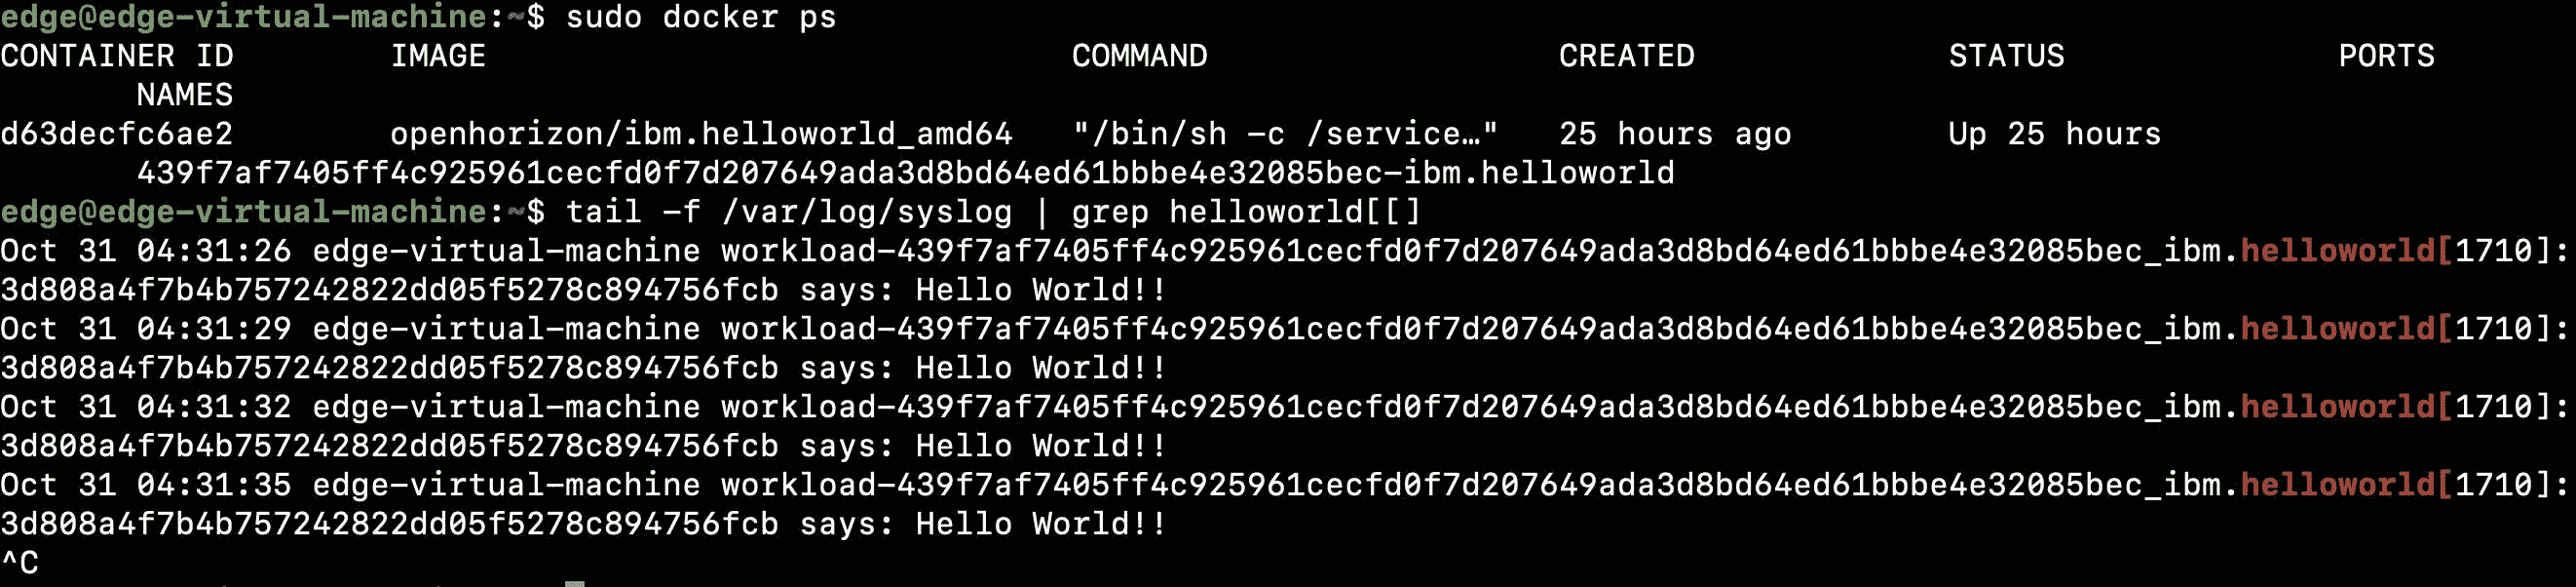 edge@edge-virtual-machine:~$ sudo docker ps
CONTAINER ID        IMAGE                              COMMAND                  CREATED             STATUS              PORTS
       NAMES
d63decfc6ae2        openhorizon/ibm.helloworld_amd64   "/bin/sh -c /service…"   25 hours ago        Up 25 hours
       439f7af7405ff4c925961cecfd0f7d207649ada3d8bd64ed61bbbe4e32085bec-ibm.helloworld
edge@edge-virtual-machine:~$ tail -f /var/log/syslog | grep helloworld[[]
Oct 31 04:31:26 edge-virtual-machine workload-439f7af7405ff4c925961cecfd0f7d207649ada3d8bd64ed61bbbe4e32085bec_ibm.helloworld[1710]:
3d808a4f7b4b757242822dd05f5278c894756fcb says: Hello World!!
Oct 31 04:31:29 edge-virtual-machine workload-439f7af7405ff4c925961cecfd0f7d207649ada3d8bd64ed61bbbe4e32085bec_ibm.helloworld[1710]:
3d808a4f7b4b757242822dd05f5278c894756fcb says: Hello World!!
Oct 31 04:31:32 edge-virtual-machine workload-439f7af7405ff4c925961cecfd0f7d207649ada3d8bd64ed61bbbe4e32085bec_ibm.helloworld[1710]:
3d808a4f7b4b757242822dd05f5278c894756fcb says: Hello World!!
Oct 31 04:31:35 edge-virtual-machine workload-439f7af7405ff4c925961cecfd0f7d207649ada3d8bd64ed61bbbe4e32085bec_ibm.helloworld[1710]:
3d808a4f7b4b757242822dd05f5278c894756fcb says: Hello World!!
^C